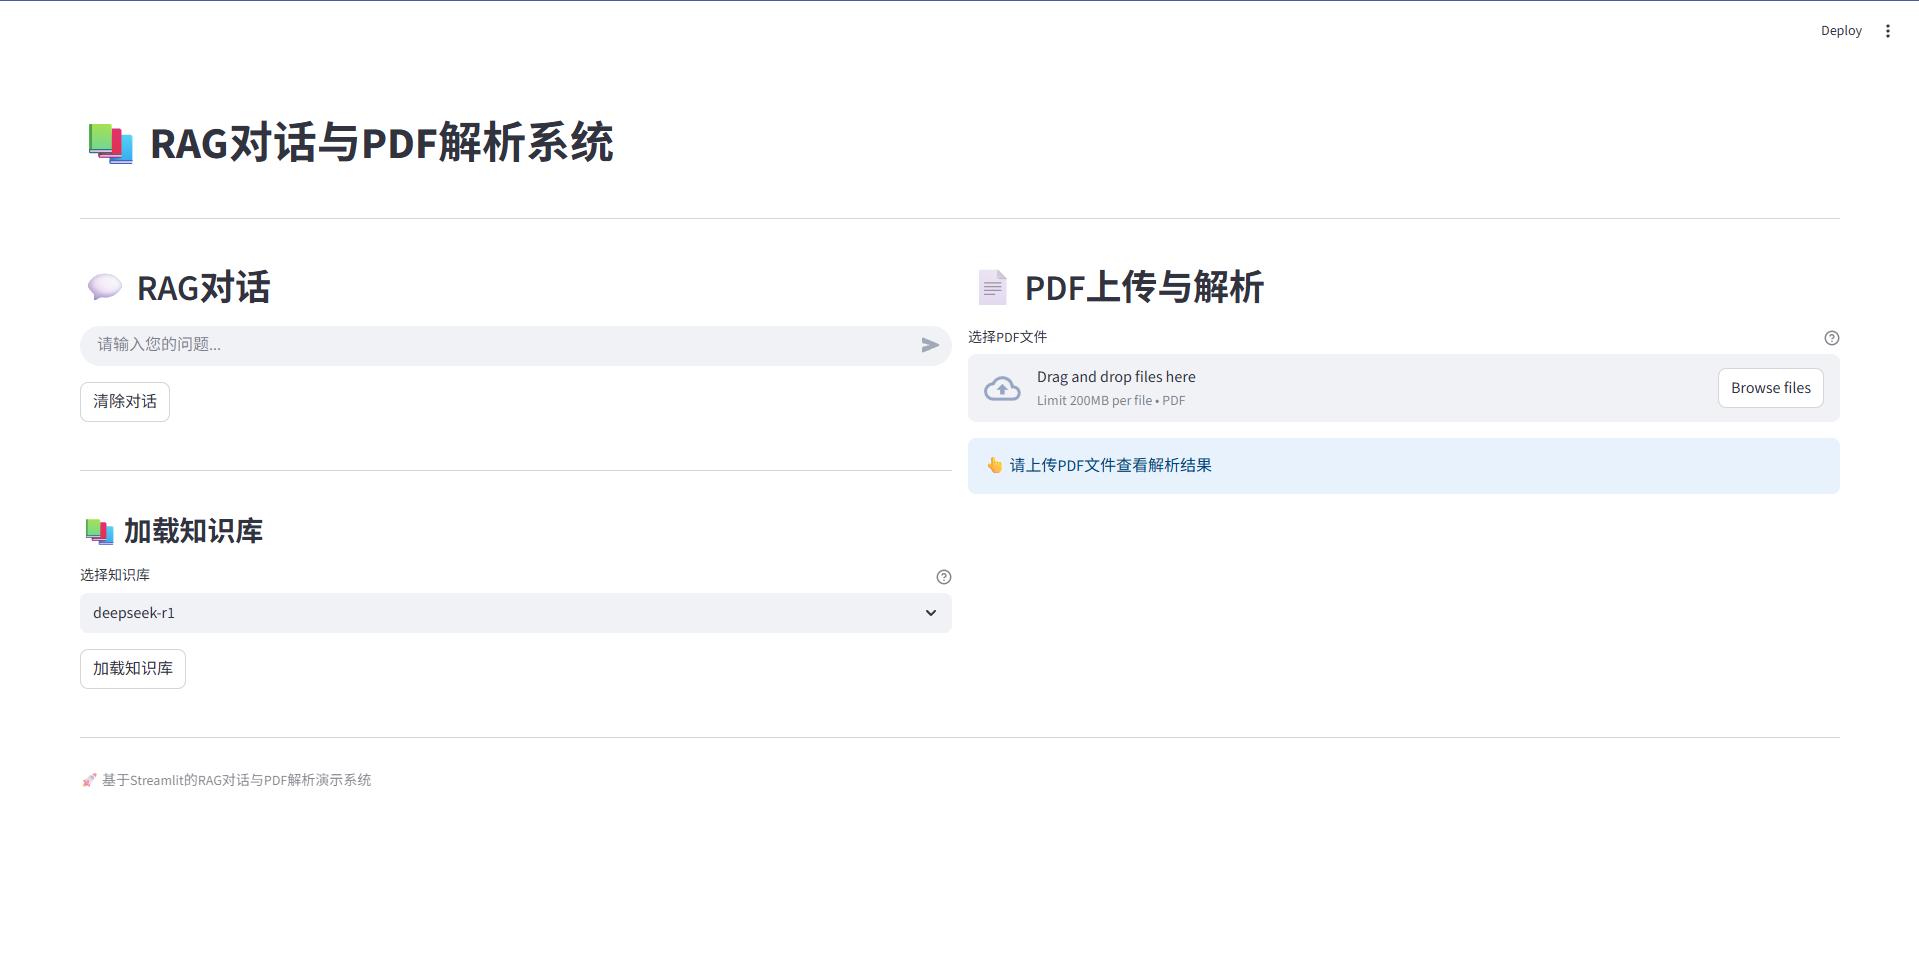 Deploy
RAG对话与PDF解析系统
RAG对话
请输入您的问题...
清除对话
加载知识库
选择知识库
deepseek-r1
加载知识库
PDF上传与解析
选择PDF文件
Drag and drop files here
Limit 200MB per file • PDF
Browse files
👆 请上传PDF文件查看解析结果
🚀 基于Streamlit的RAG对话与PDF解析演示系统